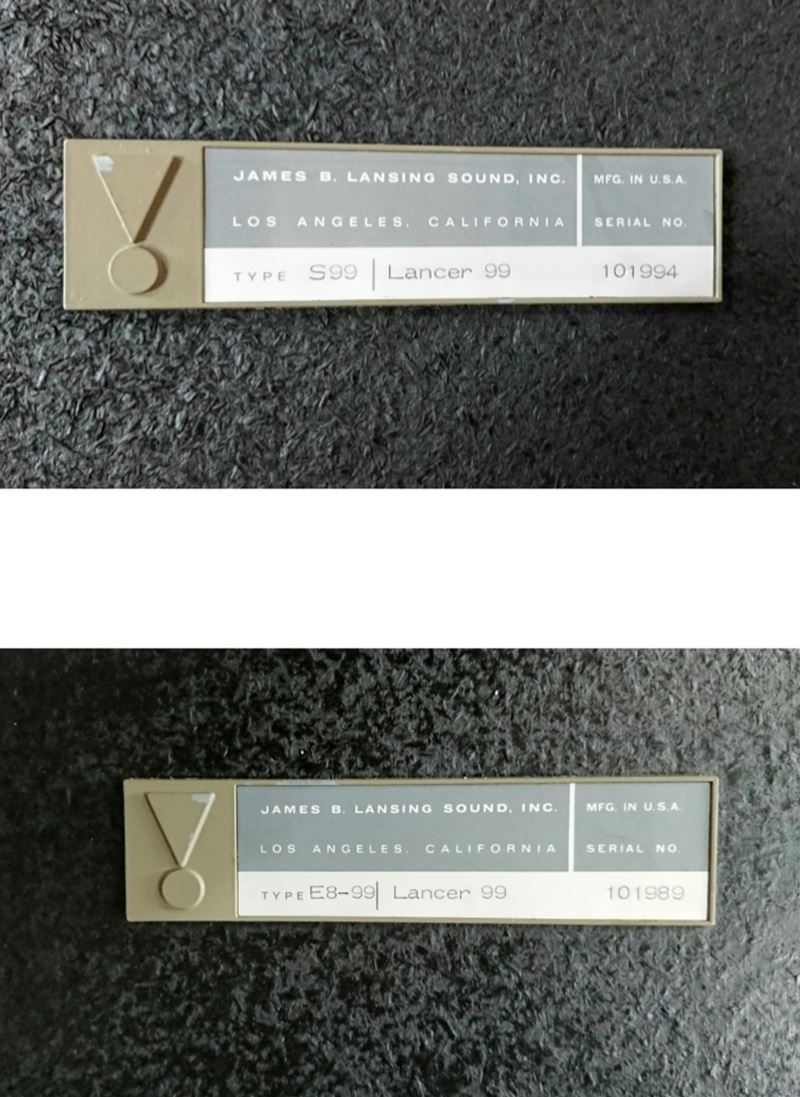 JAMES B. LANSING SOUND, INC. MFG. IN U.S.A.
LOS ANGELES, CALIFORNIA SERIAL NO.
TYPE S99 Lancer 99 101994
JAMES B. LANSING SOUND, INC. MFG. IN U.S.A.
LOS ANGELES, CALIFORNIA SERIAL NO.
TYPE E8-99 Lancer 99 101989